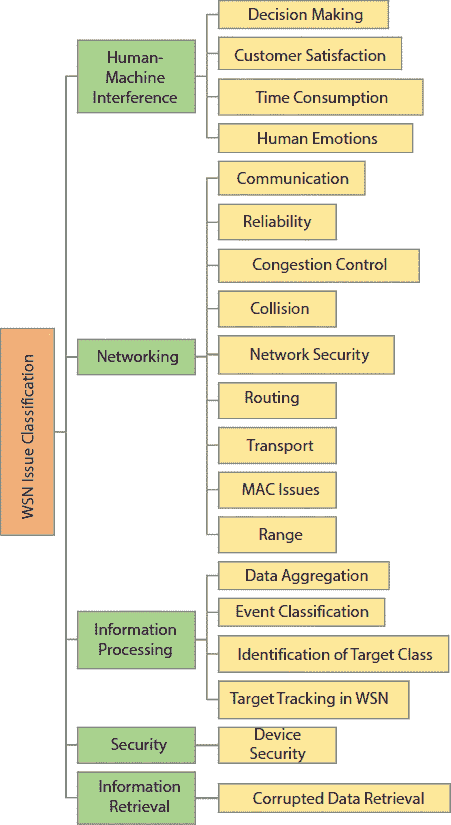 WSN Issue Classification
Human-
Machine
Interference
Decision Making
Customer Satisfaction
Time Consumption
Human Emotions
Networking
Communication
Reliability
Congestion Control
Collision
Network Security
Routing
Transport
MAC Issues
Range
Information
Processing
Data Aggregation
Event Classification
Identification of Target Class
Target Tracking in WSN
Security
Device
Security
Information
Retrieval
Corrupted Data Retrieval